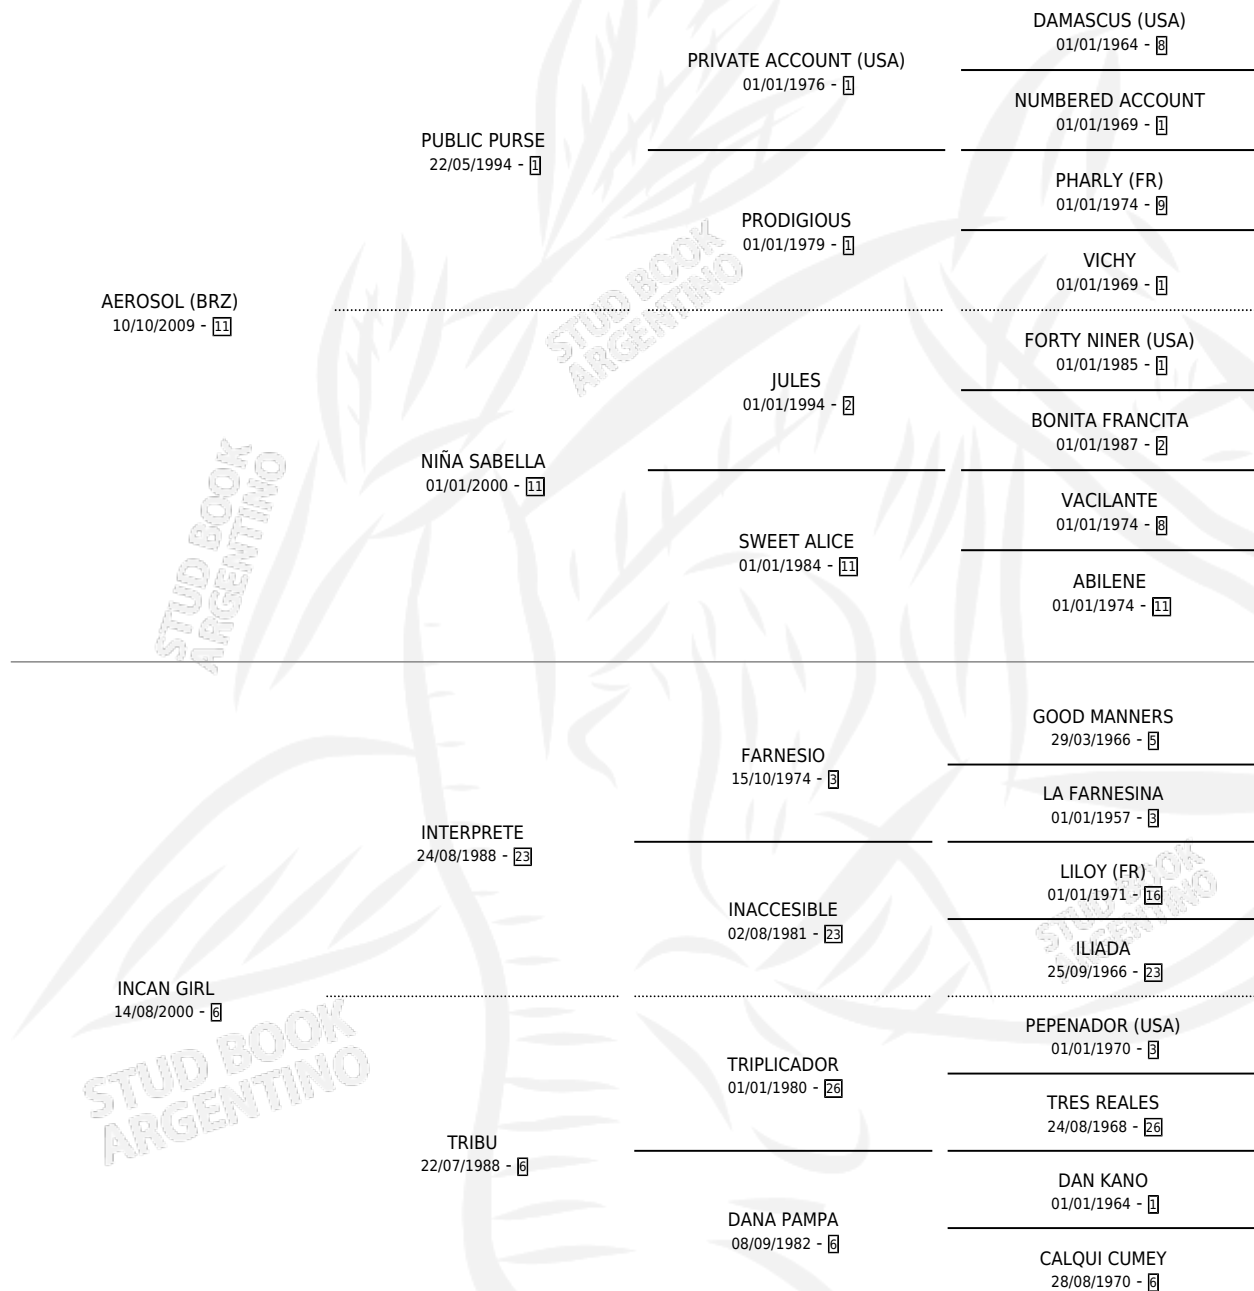 DAMASCUS (USA)
01/01/1964 - 8
PRIVATE ACCOUNT (USA)
01/01/1976 - 1
NUMBERED ACCOUNT
01/01/1969 - 1
PUBLIC PURSE
22/05/1994 - 1
PHARLY (FR)
01/01/1974 - 9
PRODIGIOUS
01/01/1979 - 1
VICHY
01/01/1969 - 1
AEROSOL (BRZ)
10/10/2009 - 11
FORTY NINER (USA)
01/01/1985 - 1
JULES
01/01/1994 - 2
BONITA FRANCITA
01/01/1987 - 2
NIÑA SABELLA
01/01/2000 - 11
VACILANTE
01/01/1974 - 8
SWEET ALICE
01/01/1984 - 11
ABILENE
01/01/1974 - 11
GOOD MANNERS
29/03/1966 - 5
FARNESIO
15/10/1974 - 3
LA FARNESINA
01/01/1957 - 3
INTERPRETE
24/08/1988 - 23
LILOY (FR)
01/01/1971 - 16
INACCESIBLE
02/08/1981 - 23
ILIADA
25/09/1966 - 23
INCAN GIRL
14/08/2000 - 6
PEPENADOR (USA)
01/01/1970 - 3
TRIPLICADOR
01/01/1980 - 26
TRES REALES
24/08/1968 - 26
TRIBU
22/07/1988 - 6
DAN KANO
01/01/1964 - 1
DANA PAMPA
08/09/1982 - 6
CALQUI CUMEY
28/08/1970 - 6
STUD BOOK
ARGENTINO
STUD BOOK
ARGENTINO
STUD BOOK
ARGENTINO
STUD BOOK
ARGENTINO